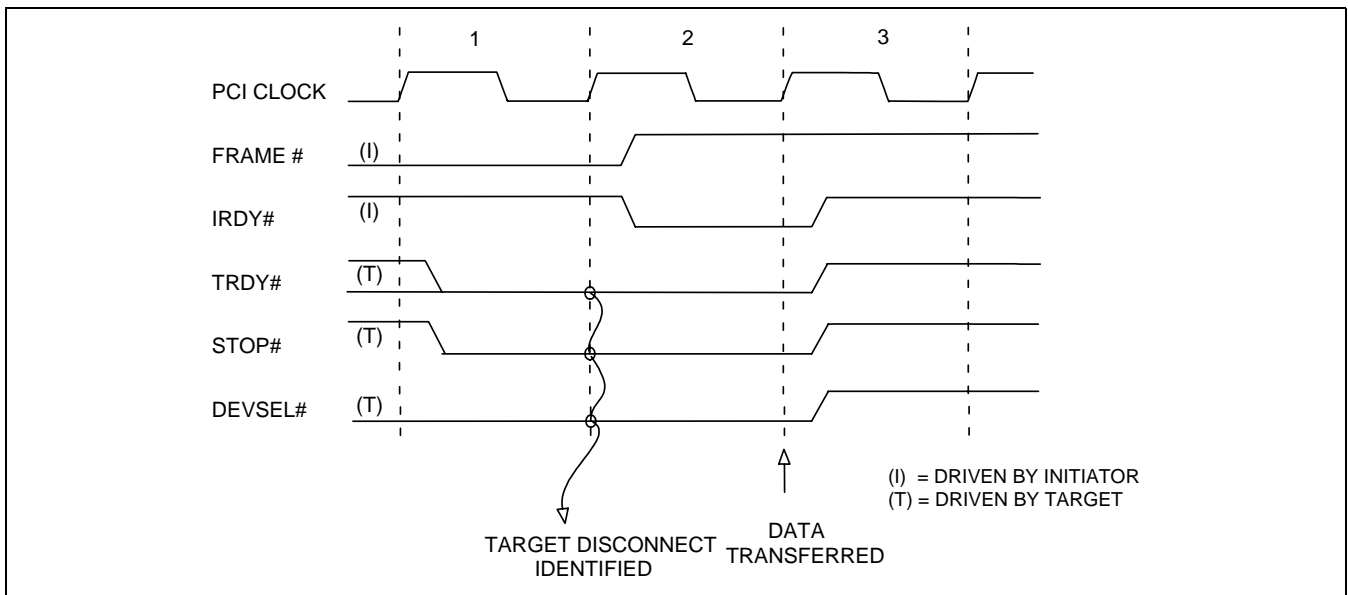 1 2 3
PCI CLOCK
FRAME # (I)
IRDY# (I)
TRDY# (T)
STOP# (T)
DEVSEL# (T)
(I) = DRIVEN BY INITIATOR
(T) = DRIVEN BY TARGET
TARGET DISCONNECT
IDENTIFIED
DATA
TRANSFERRED